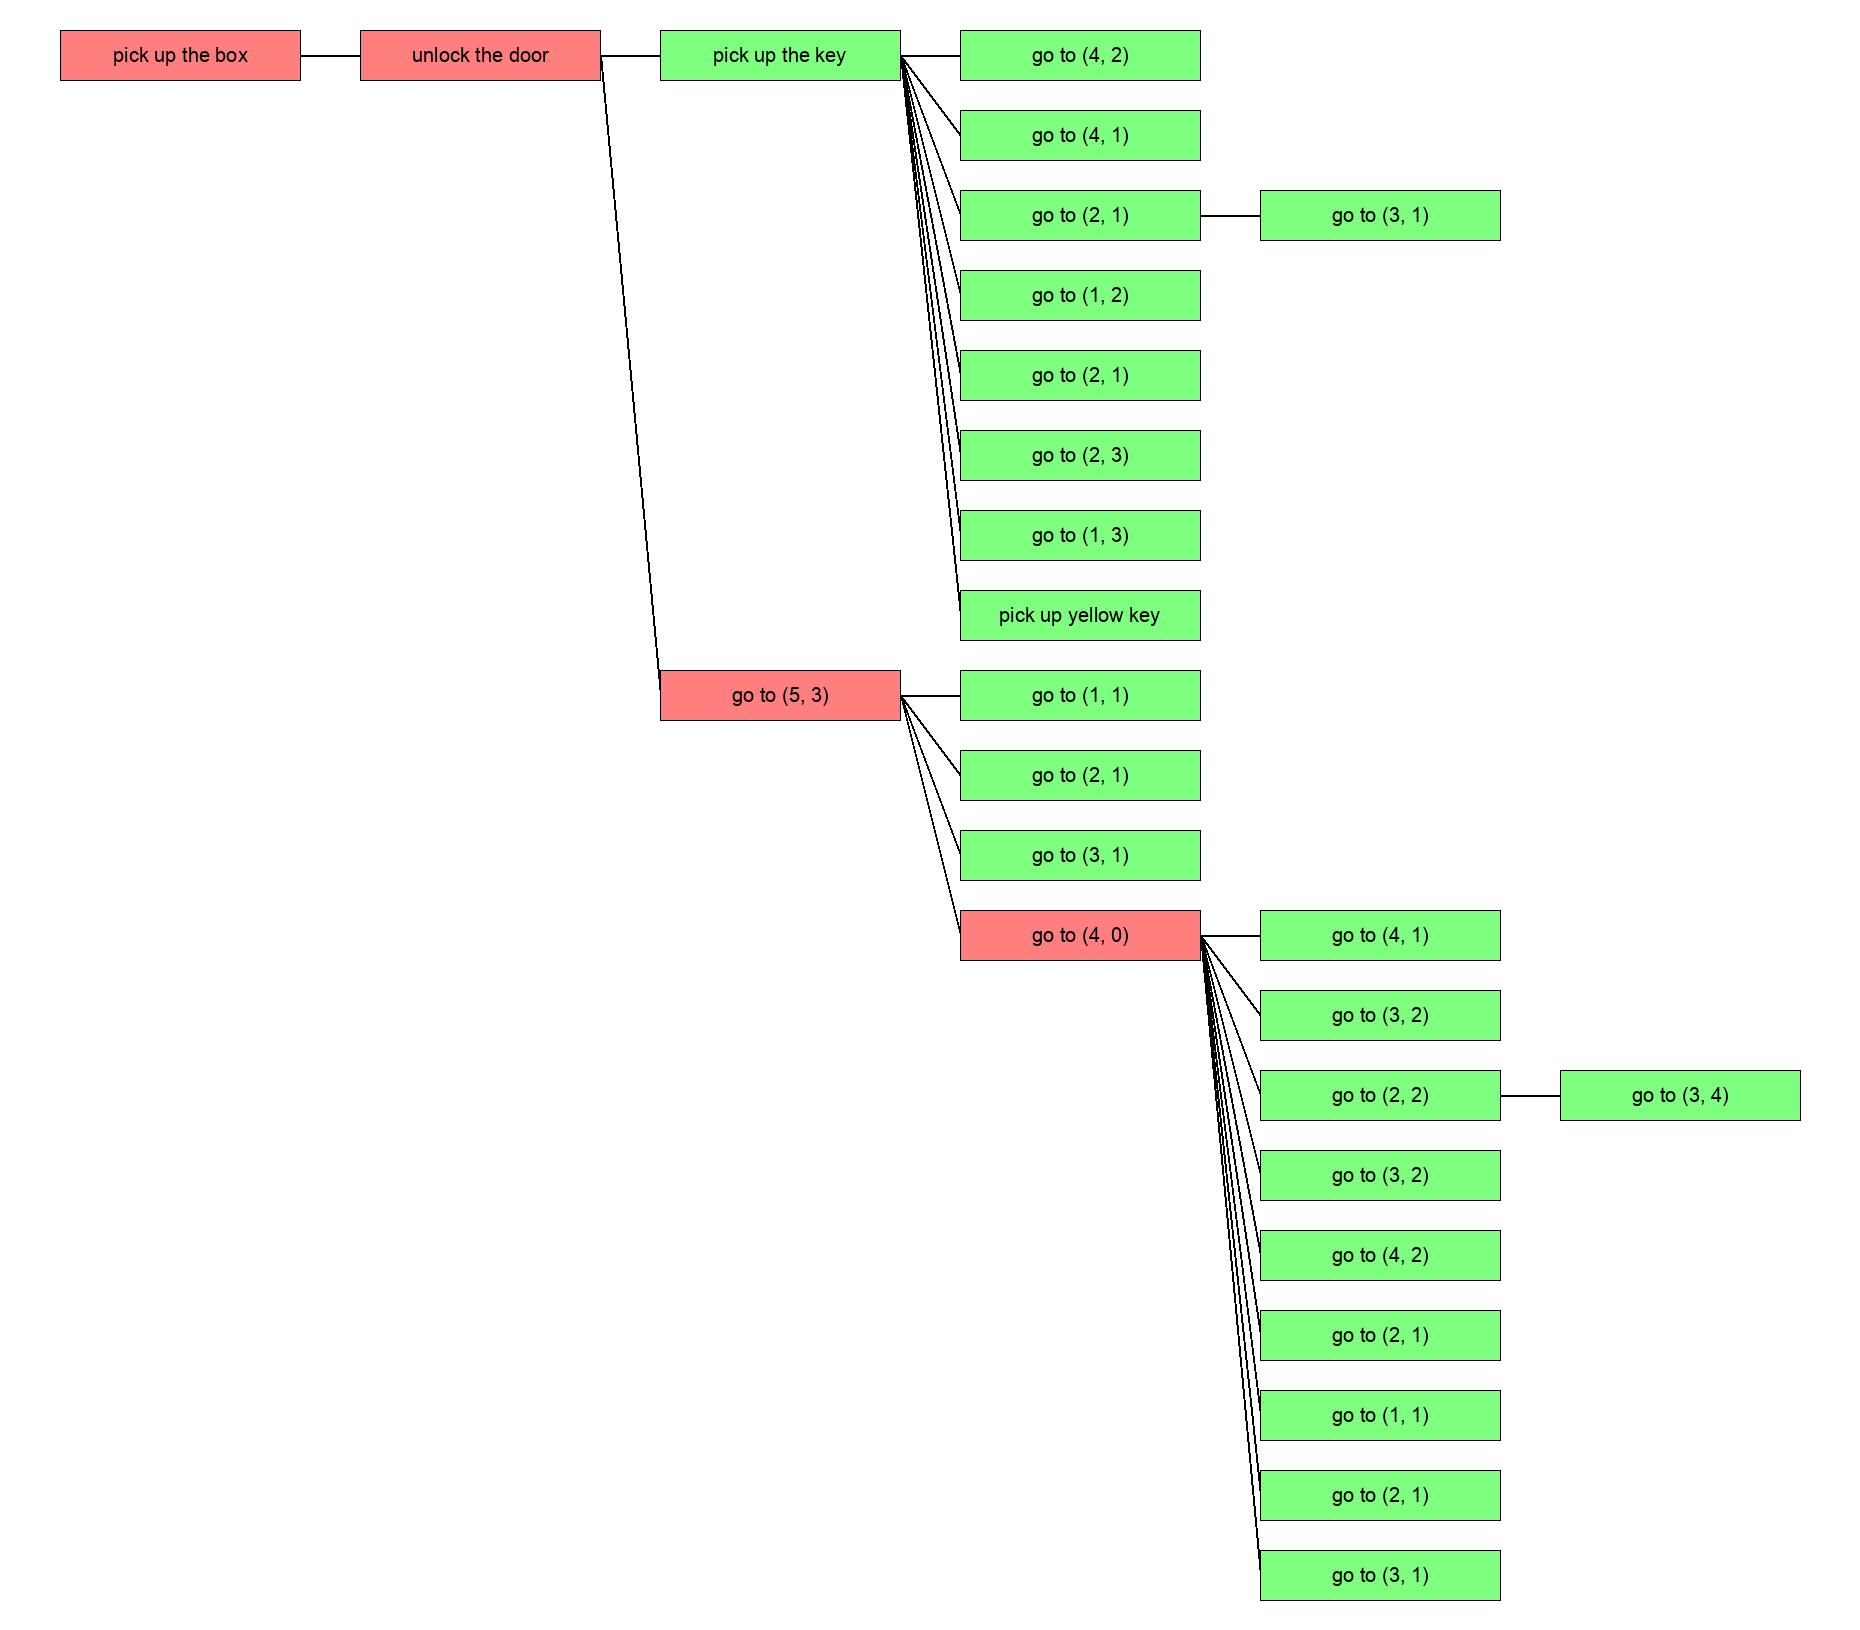 pick up the box
unlock the door
pick up the key
go to (4, 2)
go to (4, 1)
go to (2, 1)
go to (3, 1)
go to (1, 2)
go to (2, 1)
go to (2, 3)
go to (1, 3)
pick up yellow key
go to (5, 3)
go to (1, 1)
go to (2, 1)
go to (3, 1)
go to (4, 0)
go to (4, 1)
go to (3, 2)
go to (2, 2)
go to (3, 4)
go to (3, 2)
go to (4, 2)
go to (2, 1)
go to (1, 1)
go to (2, 1)
go to (3, 1)